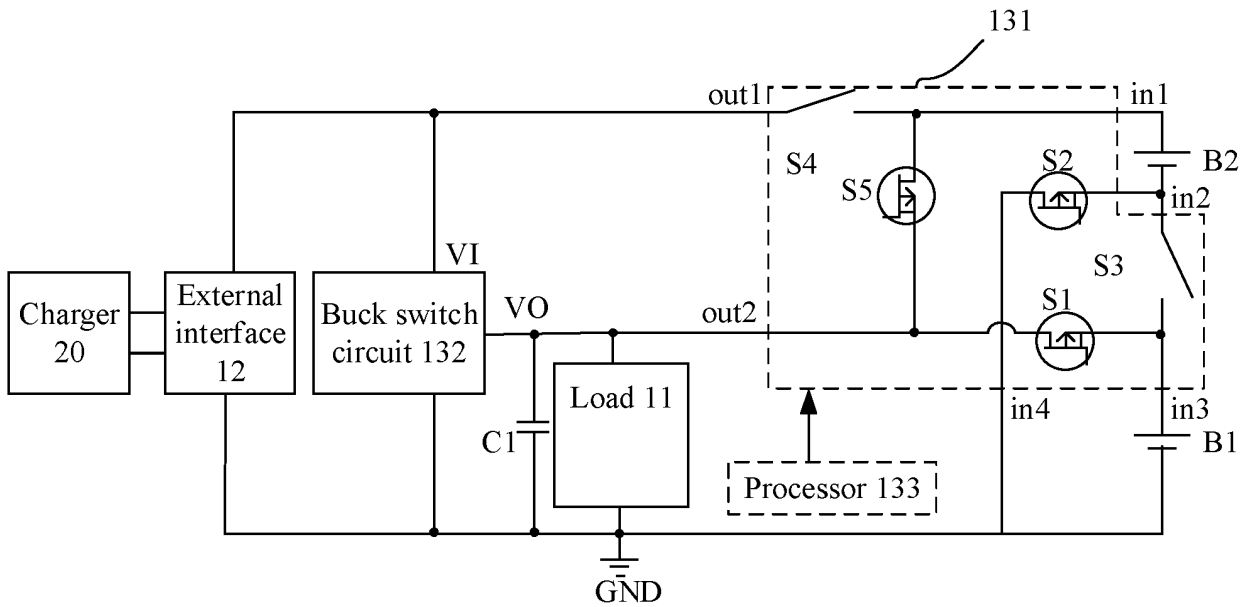 131
out1
in1
S4
S5
S2
B2
in2
S3
VI
VO
Charger
20
External
interface
12
Buck switch
circuit 132
out2
S1
Load 11
C1
in4
in3
B1
Processor 133
GND